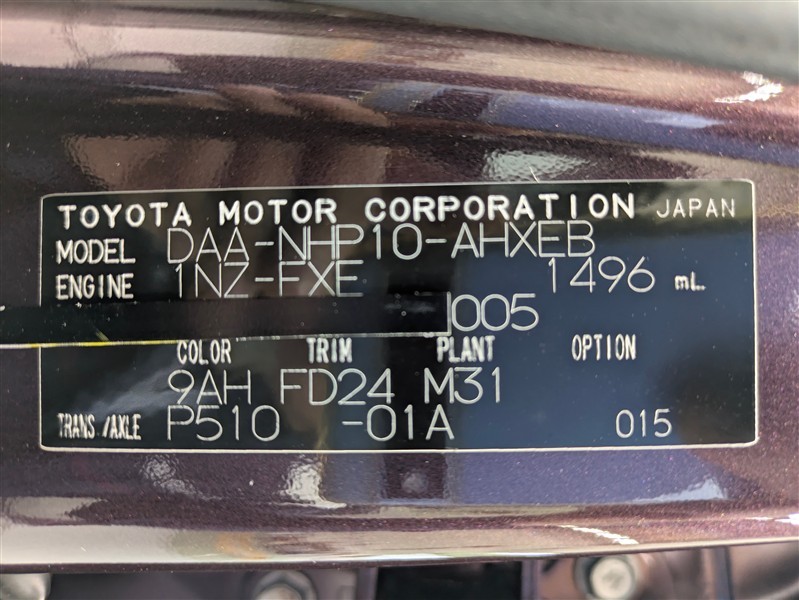 TOYOTA MOTOR CORPORATION JAPAN
MODEL DAA-NHP10-AHXEB
ENGINE 1NZ-FXE 1496 mL.
005
COLOR TRIM PLANT OPTION
9AH FD24 M31
TRANS./AXLE P510 -01A 015